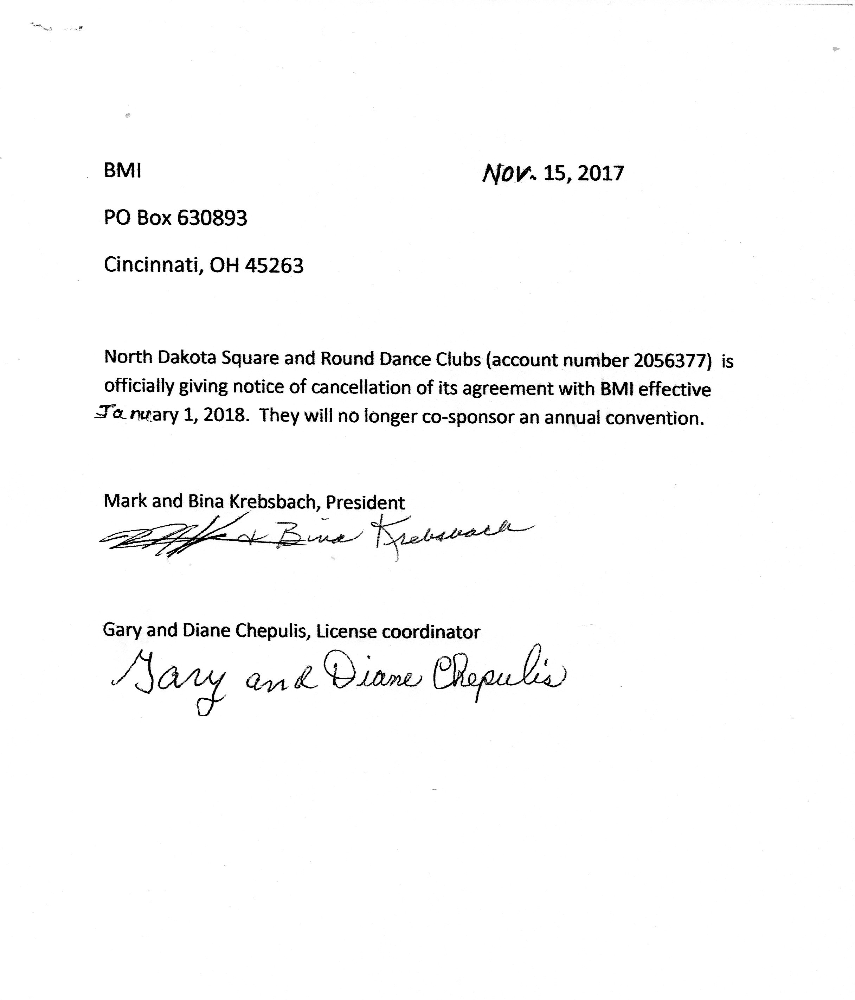 BMI Nov. 15, 2017
PO Box 630893
Cincinnati, OH 45263
North Dakota Square and Round Dance Clubs (account number 2056377) is
officially giving notice of cancellation of its agreement with BMI effective
January 1, 2018. They will no longer co-sponsor an annual convention.
Mark and Bina Krebsbach, President
& Bina Krebsbach
Gary and Diane Chepulis, License coordinator
Gary and Diane Chepulis